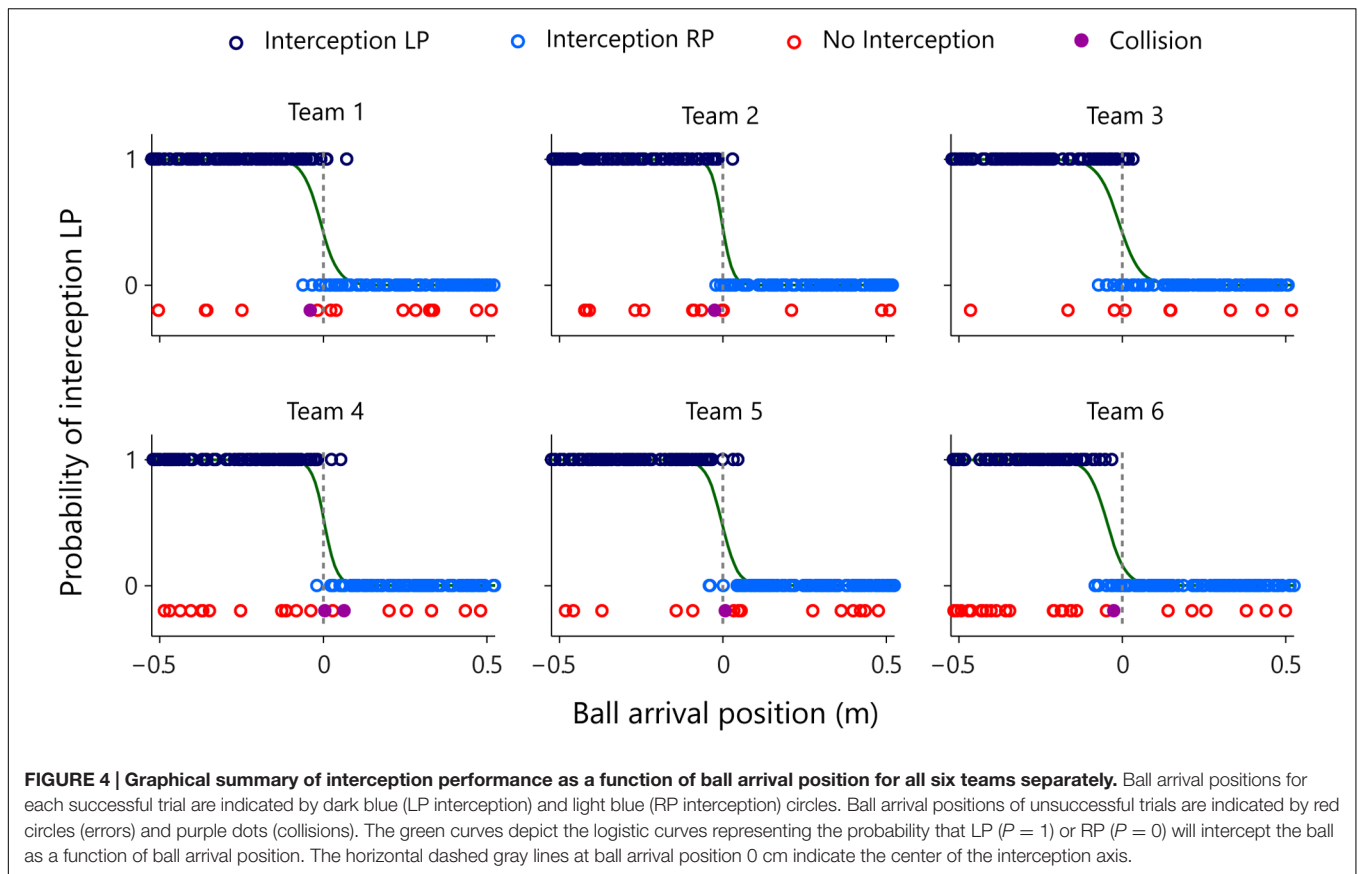 Interception LP Interception RP No Interception Collision
Team 1 Team 2 Team 3
1
0
Team 4 Team 5 Team 6
1
0
−0.5 0 0.5 −0.5 0 0.5 −0.5 0 0.5
Probability of interception LP
Ball arrival position (m)
FIGURE 4 | Graphical summary of interception performance as a function of ball arrival position for all six teams separately. Ball arrival positions for
each successful trial are indicated by dark blue (LP interception) and light blue (RP interception) circles. Ball arrival positions of unsuccessful trials are indicated by red
circles (errors) and purple dots (collisions). The green curves depict the logistic curves representing the probability that LP (P = 1) or RP (P = 0) will intercept the ball
as a function of ball arrival position. The horizontal dashed gray lines at ball arrival position 0 cm indicate the center of the interception axis.